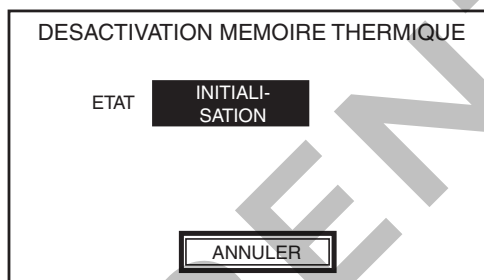 DESACTIVATION MEMOIRE THERMIQUE
ETAT
INITIALI-
SATION
ANNULER